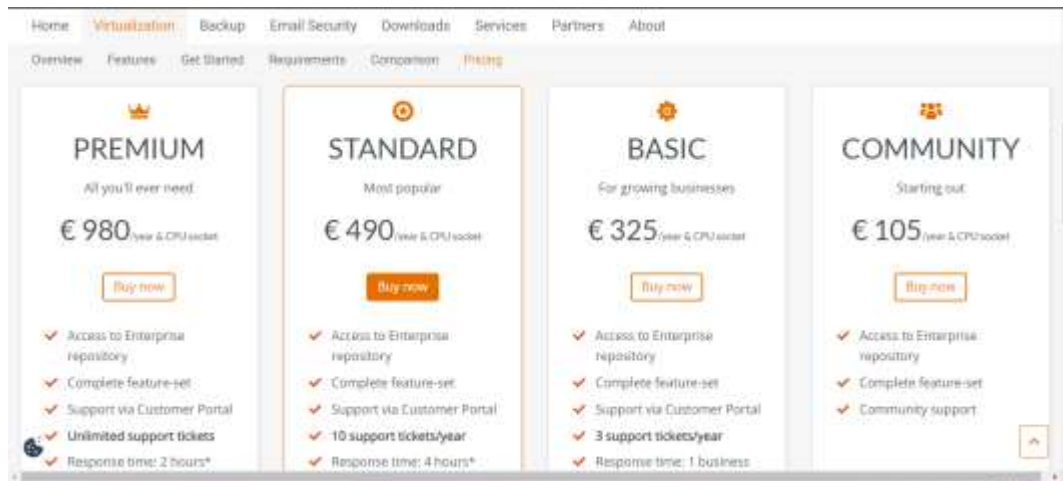 Home Virtualization Backup Email Security Downloads Services Partners About
Overview Features Get Started Requirements Comparison Pricing
PREMIUM
All you'll ever need
€ 980 /year & CPU socket
Buy now
Access to Enterprise
repository
Complete feature-set
Support via Customer Portal
Unlimited support tickets
Response time: 2 hours*
STANDARD
Most popular
€ 490 /year & CPU socket
Buy now
Access to Enterprise
repository
Complete feature-set
Support via Customer Portal
10 support tickets/year
Response time: 4 hours*
BASIC
For growing businesses
€ 325 /year & CPU socket
Buy now
Access to Enterprise
repository
Complete feature-set
Support via Customer Portal
3 support tickets/year
Response time: 1 business
COMMUNITY
Starting out
€ 105 /year & CPU socket
Buy now
Access to Enterprise
repository
Complete feature-set
Community support